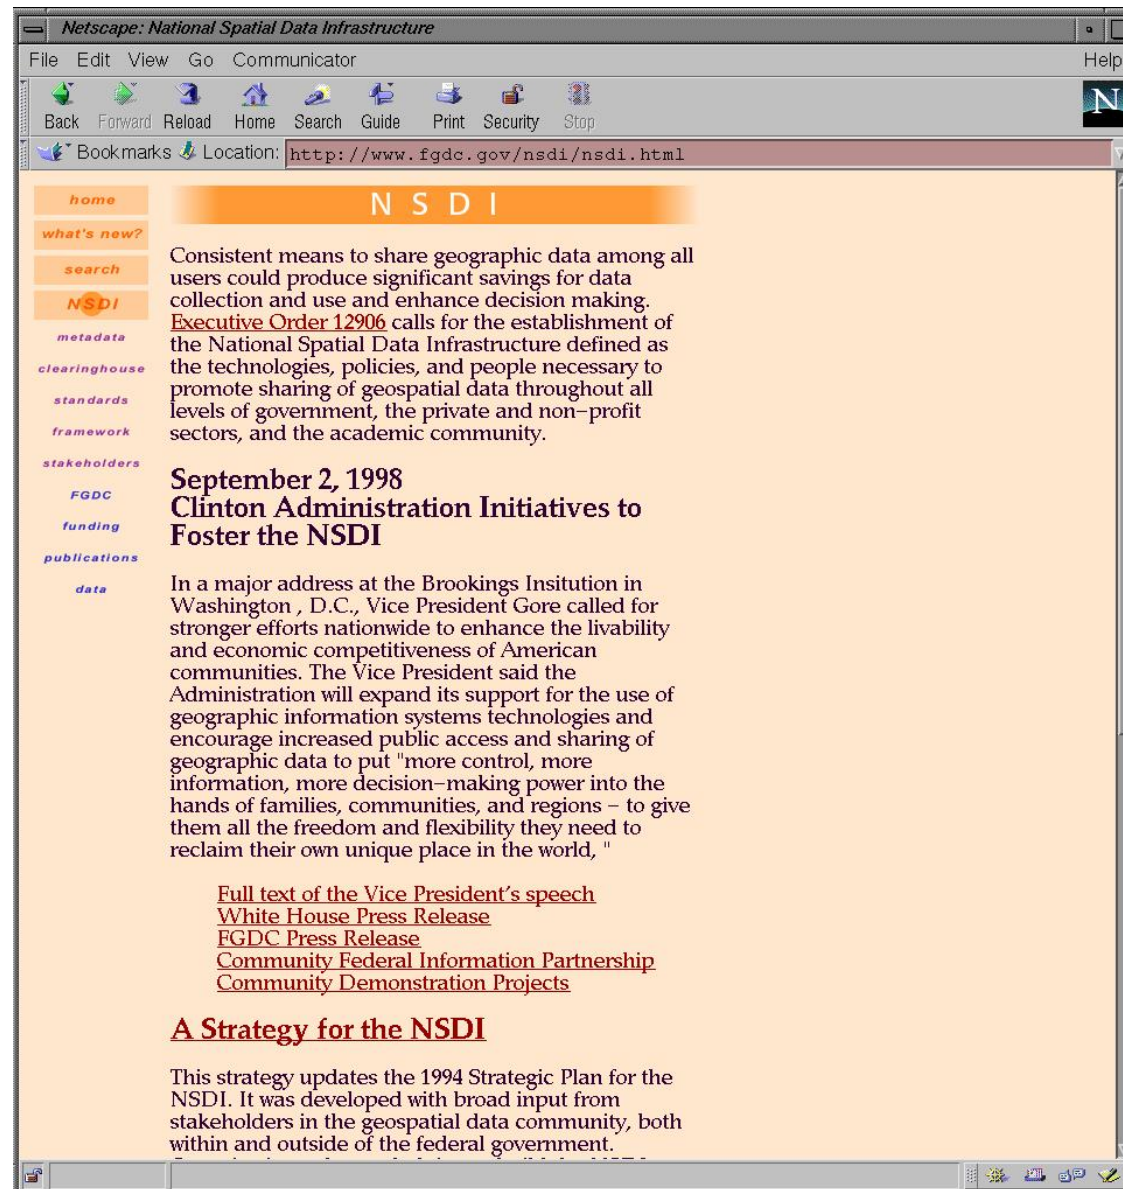 Netscape: National Spatial Data Infrastructure
File Edit View Go Communicator Help
Back Forward Reload Home Search Guide Print Security Stop
N
Bookmarks Location: http://www.fgdc.gov/nsdi/nsdi.html
home
what's new?
search
NSDI
metadata
clearinghouse
standards
framework
stakeholders
FGDC
funding
publications
data
N S D I
Consistent means to share geographic data among all
users could produce significant savings for data
collection and use and enhance decision making.
Executive Order 12906 calls for the establishment of
the National Spatial Data Infrastructure defined as
the technologies, policies, and people necessary to
promote sharing of geospatial data throughout all
levels of government, the private and non-profit
sectors, and the academic community.
September 2, 1998
Clinton Administration Initiatives to
Foster the NSDI
In a major address at the Brookings Insitution in
Washington , D.C., Vice President Gore called for
stronger efforts nationwide to enhance the livability
and economic competitiveness of American
communities. The Vice President said the
Administration will expand its support for the use of
geographic information systems technologies and
encourage increased public access and sharing of
geographic data to put "more control, more
information, more decision-making power into the
hands of families, communities, and regions - to give
them all the freedom and flexibility they need to
reclaim their own unique place in the world, "
Full text of the Vice President's speech
White House Press Release
FGDC Press Release
Community Federal Information Partnership
Community Demonstration Projects
A Strategy for the NSDI
This strategy updates the 1994 Strategic Plan for the
NSDI. It was developed with broad input from
stakeholders in the geospatial data community, both
within and outside of the federal government.